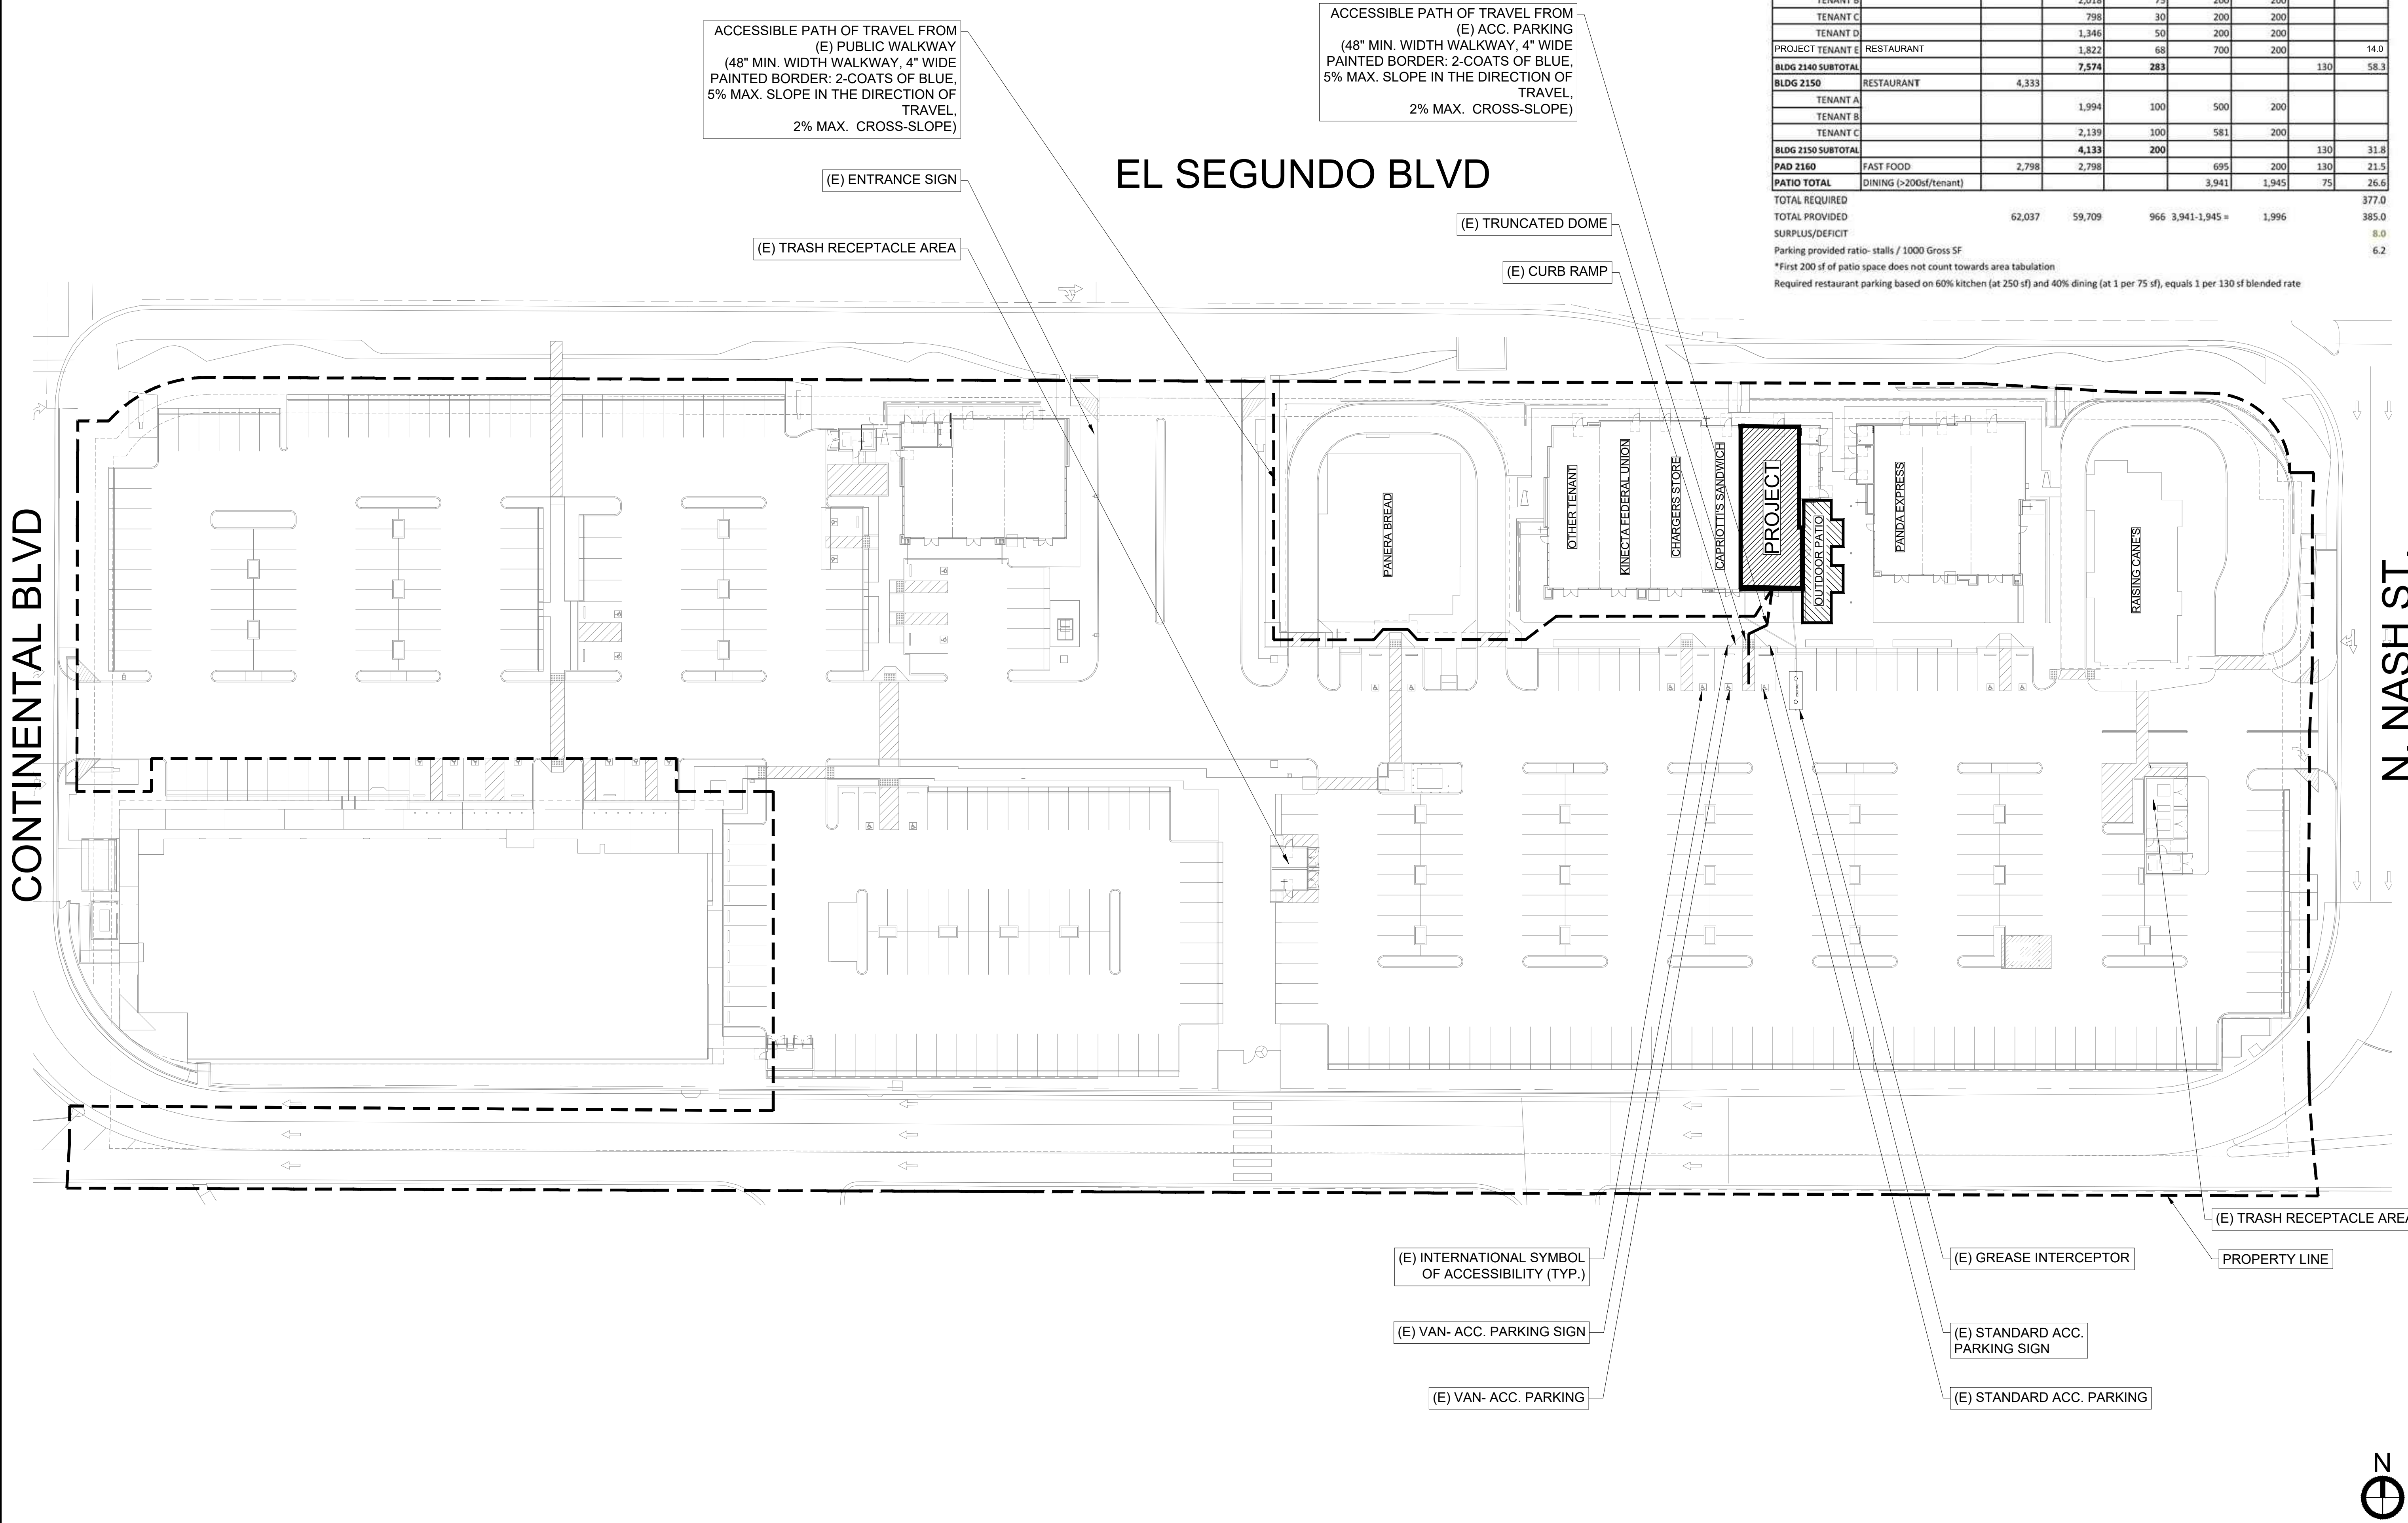 ACCESSIBLE PATH OF TRAVEL FROM
(E) PUBLIC WALKWAY
(48" MIN. WIDTH WALKWAY, 4" WIDE
PAINTED BORDER: 2-COATS OF BLUE,
5% MAX. SLOPE IN THE DIRECTION OF
TRAVEL,
2% MAX. CROSS-SLOPE)
(E) ENTRANCE SIGN
(E) TRASH RECEPTACLE AREA
ACCESSIBLE PATH OF TRAVEL FROM
(E) ACC. PARKING
(48" MIN. WIDTH WALKWAY, 4" WIDE
PAINTED BORDER: 2-COATS OF BLUE,
5% MAX. SLOPE IN THE DIRECTION OF
TRAVEL,
2% MAX. CROSS-SLOPE)
EL SEGUNDO BLVD
(E) TRUNCATED DOME
(E) CURB RAMP
TENANT B 2,018 75 200 200
TENANT C 798 30 200 200
TENANT D 1,346 50 200 200
PROJECT TENANT E RESTAURANT 1,822 68 700 200 14.0
BLDG 2140 SUBTOTAL 7,574 283 130 58.3
BLDG 2150 RESTAURANT 4,333
TENANT A
1,994 100 500 200
TENANT B
TENANT C 2,139 100 581 200
BLDG 2150 SUBTOTAL 4,133 200 130 31.8
PAD 2160 FAST FOOD 2,798 2,798 695 200 130 21.5
PATIO TOTAL DINING (>200sf/tenant) 3,941 1,945 75 26.6
TOTAL REQUIRED 377.0
TOTAL PROVIDED 62,037 59,709 966 3,941-1,945 = 1,996 385.0
SURPLUS/DEFICIT 8.0
Parking provided ratio- stalls / 1000 Gross SF 6.2
*First 200 sf of patio space does not count towards area tabulation
Required restaurant parking based on 60% kitchen (at 250 sf) and 40% dining (at 1 per 75 sf), equals 1 per 130 sf blended rate
CONTINENTAL BLVD
PANERA BREAD
OTHER TENANT
KINECTA FEDERAL UNION
CHARGERS STORE
CAPRIOTTI'S SANDWICH
PROJECT
OUTDOOR PATIO
PANDA EXPRESS
RAISING CANE'S
N. NASH ST.
(E) INTERNATIONAL SYMBOL
OF ACCESSIBILITY (TYP.)
(E) VAN- ACC. PARKING SIGN
(E) VAN- ACC. PARKING
(E) GREASE INTERCEPTOR
(E) STANDARD ACC.
PARKING SIGN
(E) STANDARD ACC. PARKING
(E) TRASH RECEPTACLE AREA
PROPERTY LINE
N